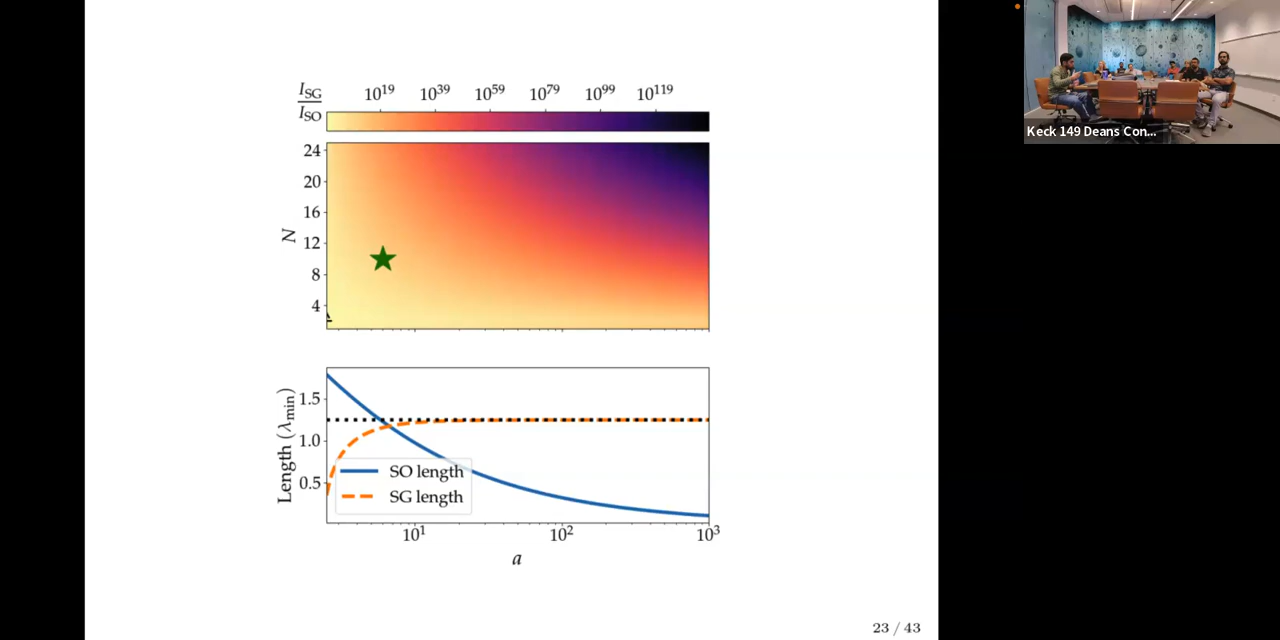 I_SG / I_SO
10^19 10^39 10^59 10^79 10^99 10^119
24
20
16
12
8
4
N
1.5
1.0
0.5
Length (λ_min)
SO length
SG length
10^1 10^2 10^3
a
23 / 43
Keck 149 Deans Con...